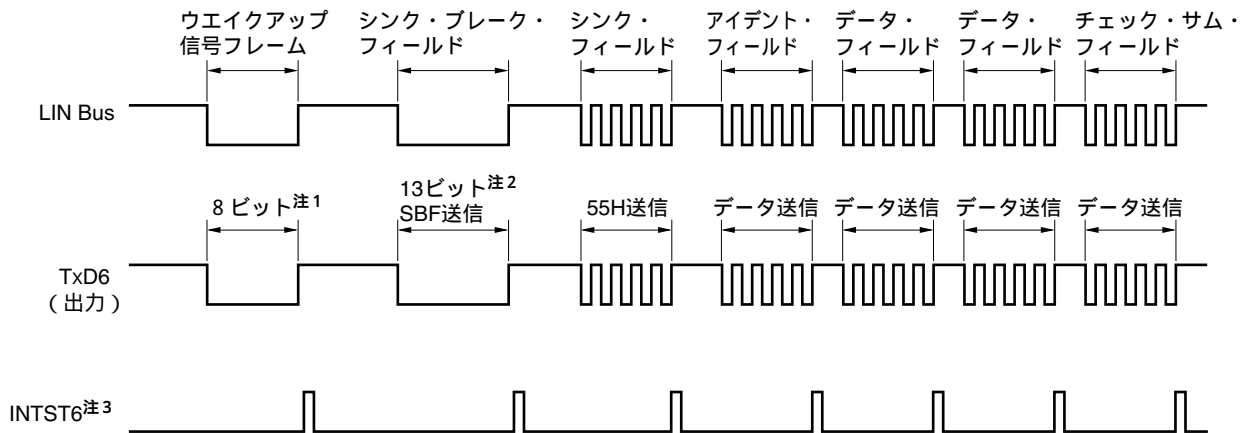 ウエイクアップ
信号フレーム
シンク・ブレーク・
フィールド
シンク・
フィールド
アイデント・
フィールド
データ・
フィールド
データ・
フィールド
チェック・サム・
フィールド
LIN Bus
8 ビット注1
13ビット注2
SBF送信
55H送信
データ送信
データ送信
データ送信
データ送信
TxD6
(出力)
INTST6注3